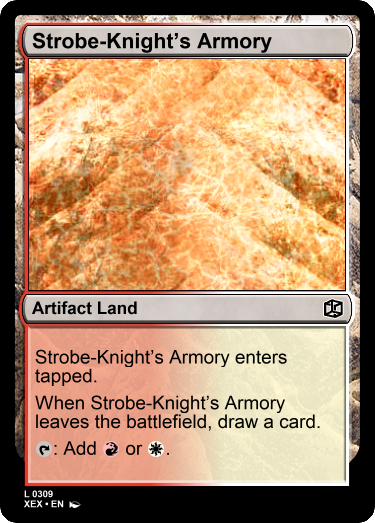 Strobe-Knight's Armory
Artifact Land
Strobe-Knight's Armory enters
tapped.
When Strobe-Knight's Armory
leaves the battlefield, draw a card.
: Add or .
L 0309
XEX • EN